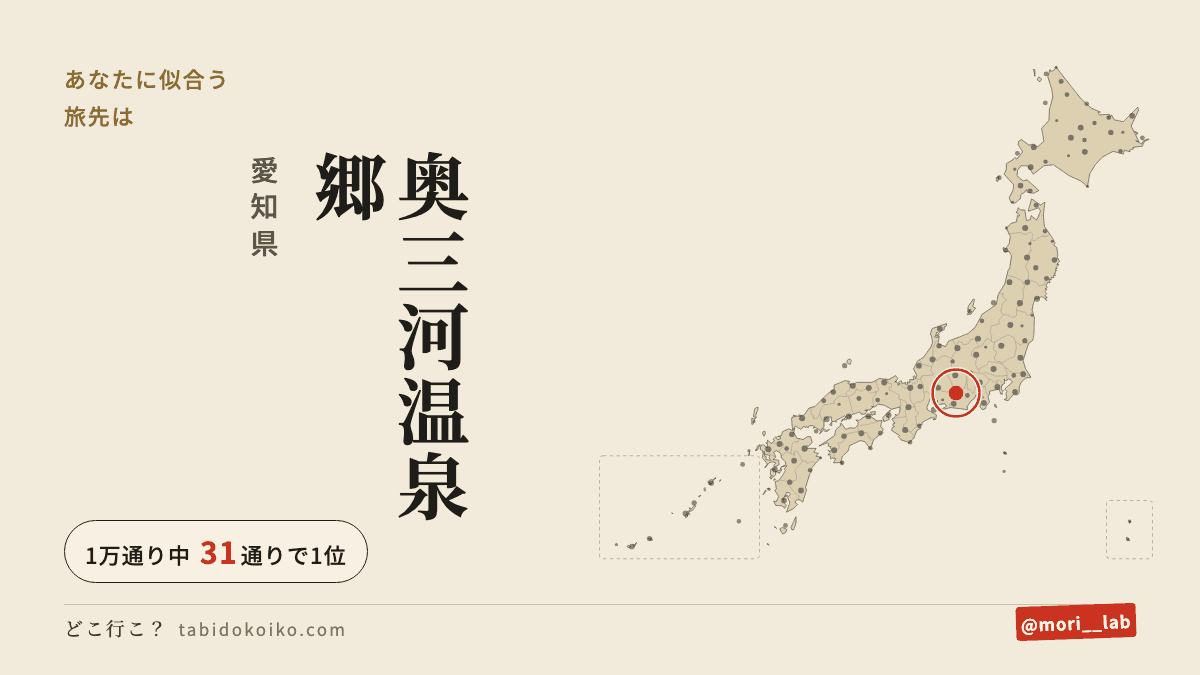 あなたに似合う
旅先は
奥三河温泉
郷
愛知県
1万通り中 31通りで1位
どこ行こ？ tabidokoiko.com
@mori__lab